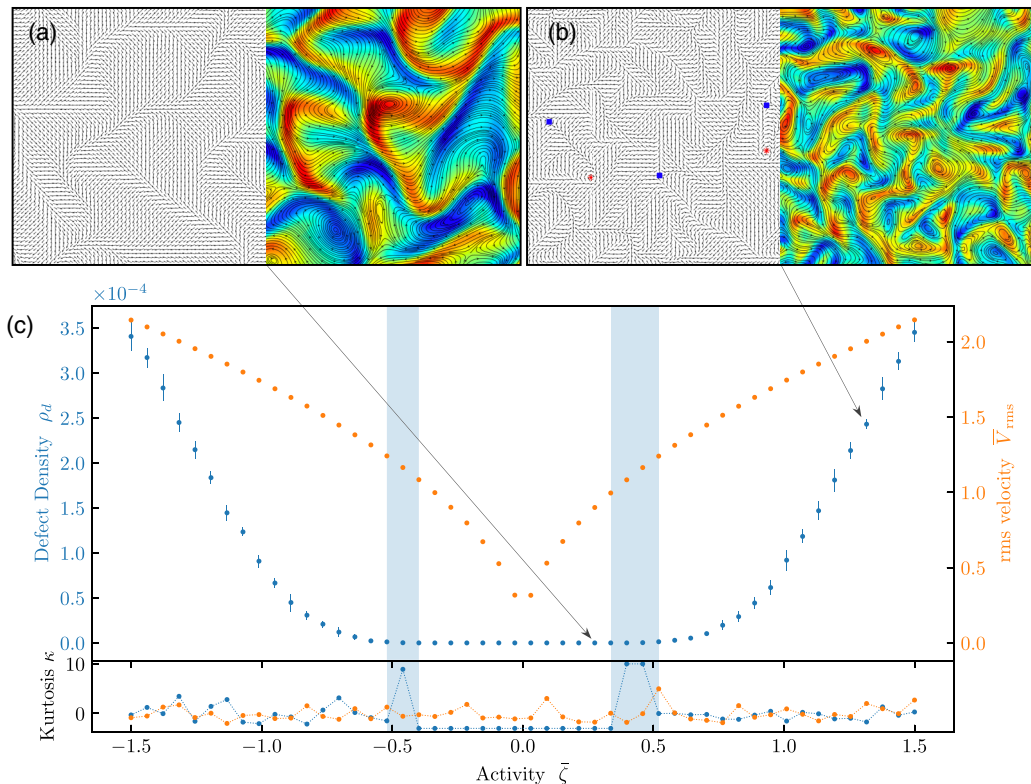 (a)
(b)
(c)
×10⁻⁴
3.5
3.0
2.5
2.0
1.5
1.0
0.5
0.0
Defect Density ρ_d
2.0
1.5
1.0
0.5
0.0
rms velocity V̅_rms
10
0
Kurtosis κ
−1.5 −1.0 −0.5 0.0 0.5 1.0 1.5
Activity ζ̅